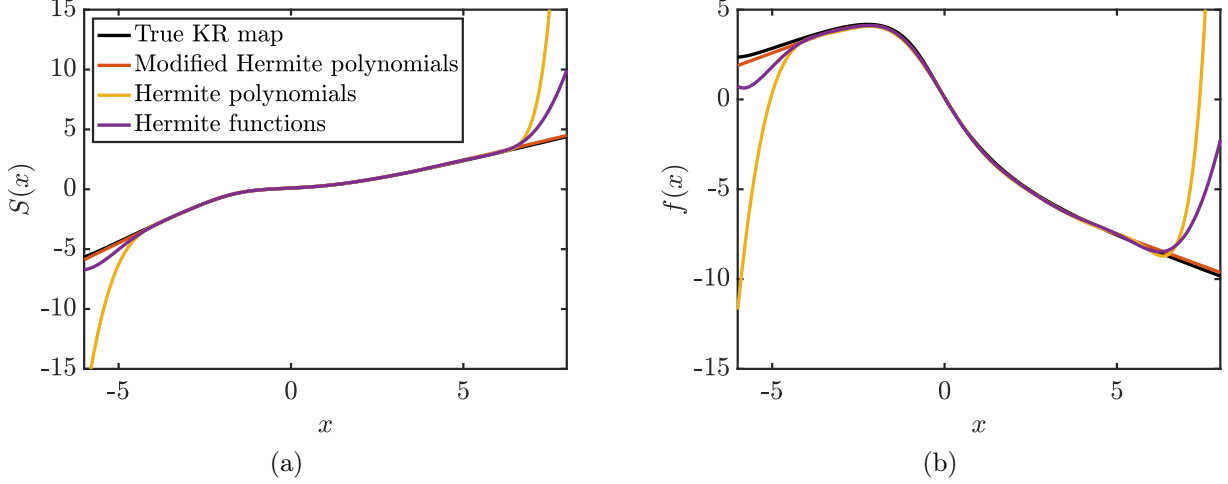 15
10
5
0
-5
-10
-15
-5
0
5
S(x)
x
True KR map
Modified Hermite polynomials
Hermite polynomials
Hermite functions
(a)
5
0
-5
-10
-15
-5
0
5
f(x)
x
(b)